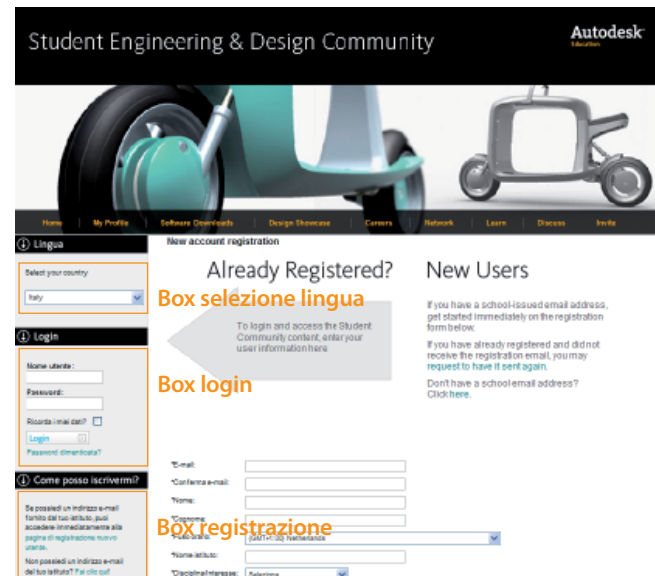 Student Engineering & Design Community
Autodesk
Education
Home
My Profile
Software Downloads
Design Showcase
Careers
Network
Learn
Discuss
Invite
Lingua
Select your country
Italy
Box selezione lingua
Login
Nome utente:
Password:
Ricorda i miei dati?
Login
Password dimenticata?
Box login
Come posso iscrivermi?
Se possiedi un indirizzo e-mail
fornito dal tuo istituto, puoi
accedere immediatamente alla
pagina di registrazione nuovo
utente.
Non possiedi un indirizzo e-mail
del tuo istituto? Fai clic qui!
New account registration
Already Registered?
To login and access the Student
Community content, enter your
user information here
New Users
If you have a school-issued email address,
get started immediately on the registration
form below.
If you have already registered and did not
receive the registration email, you may
request to have it sent again.
Don't have a school email address?
Click here.
*E-mail:
*Conferma e-mail:
*Nome:
*Cognome:
Box registrazione
(GMT+1:00) Netherlands
*Nome istituto:
*Disciplina/interesse:
Seleziona